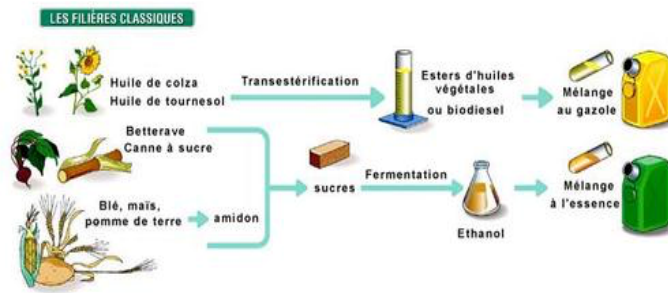 LES FILIÈRES CLASSIQUES
Huile de colza
Huile de tournesol
Transestérification
Esters d'huiles
végétales
ou biodiesel
Mélange
au gazole
Betterave
Canne à sucre
sucres
Fermentation
Ethanol
Mélange
à l'essence
Blé, maïs,
pomme de terre
amidon